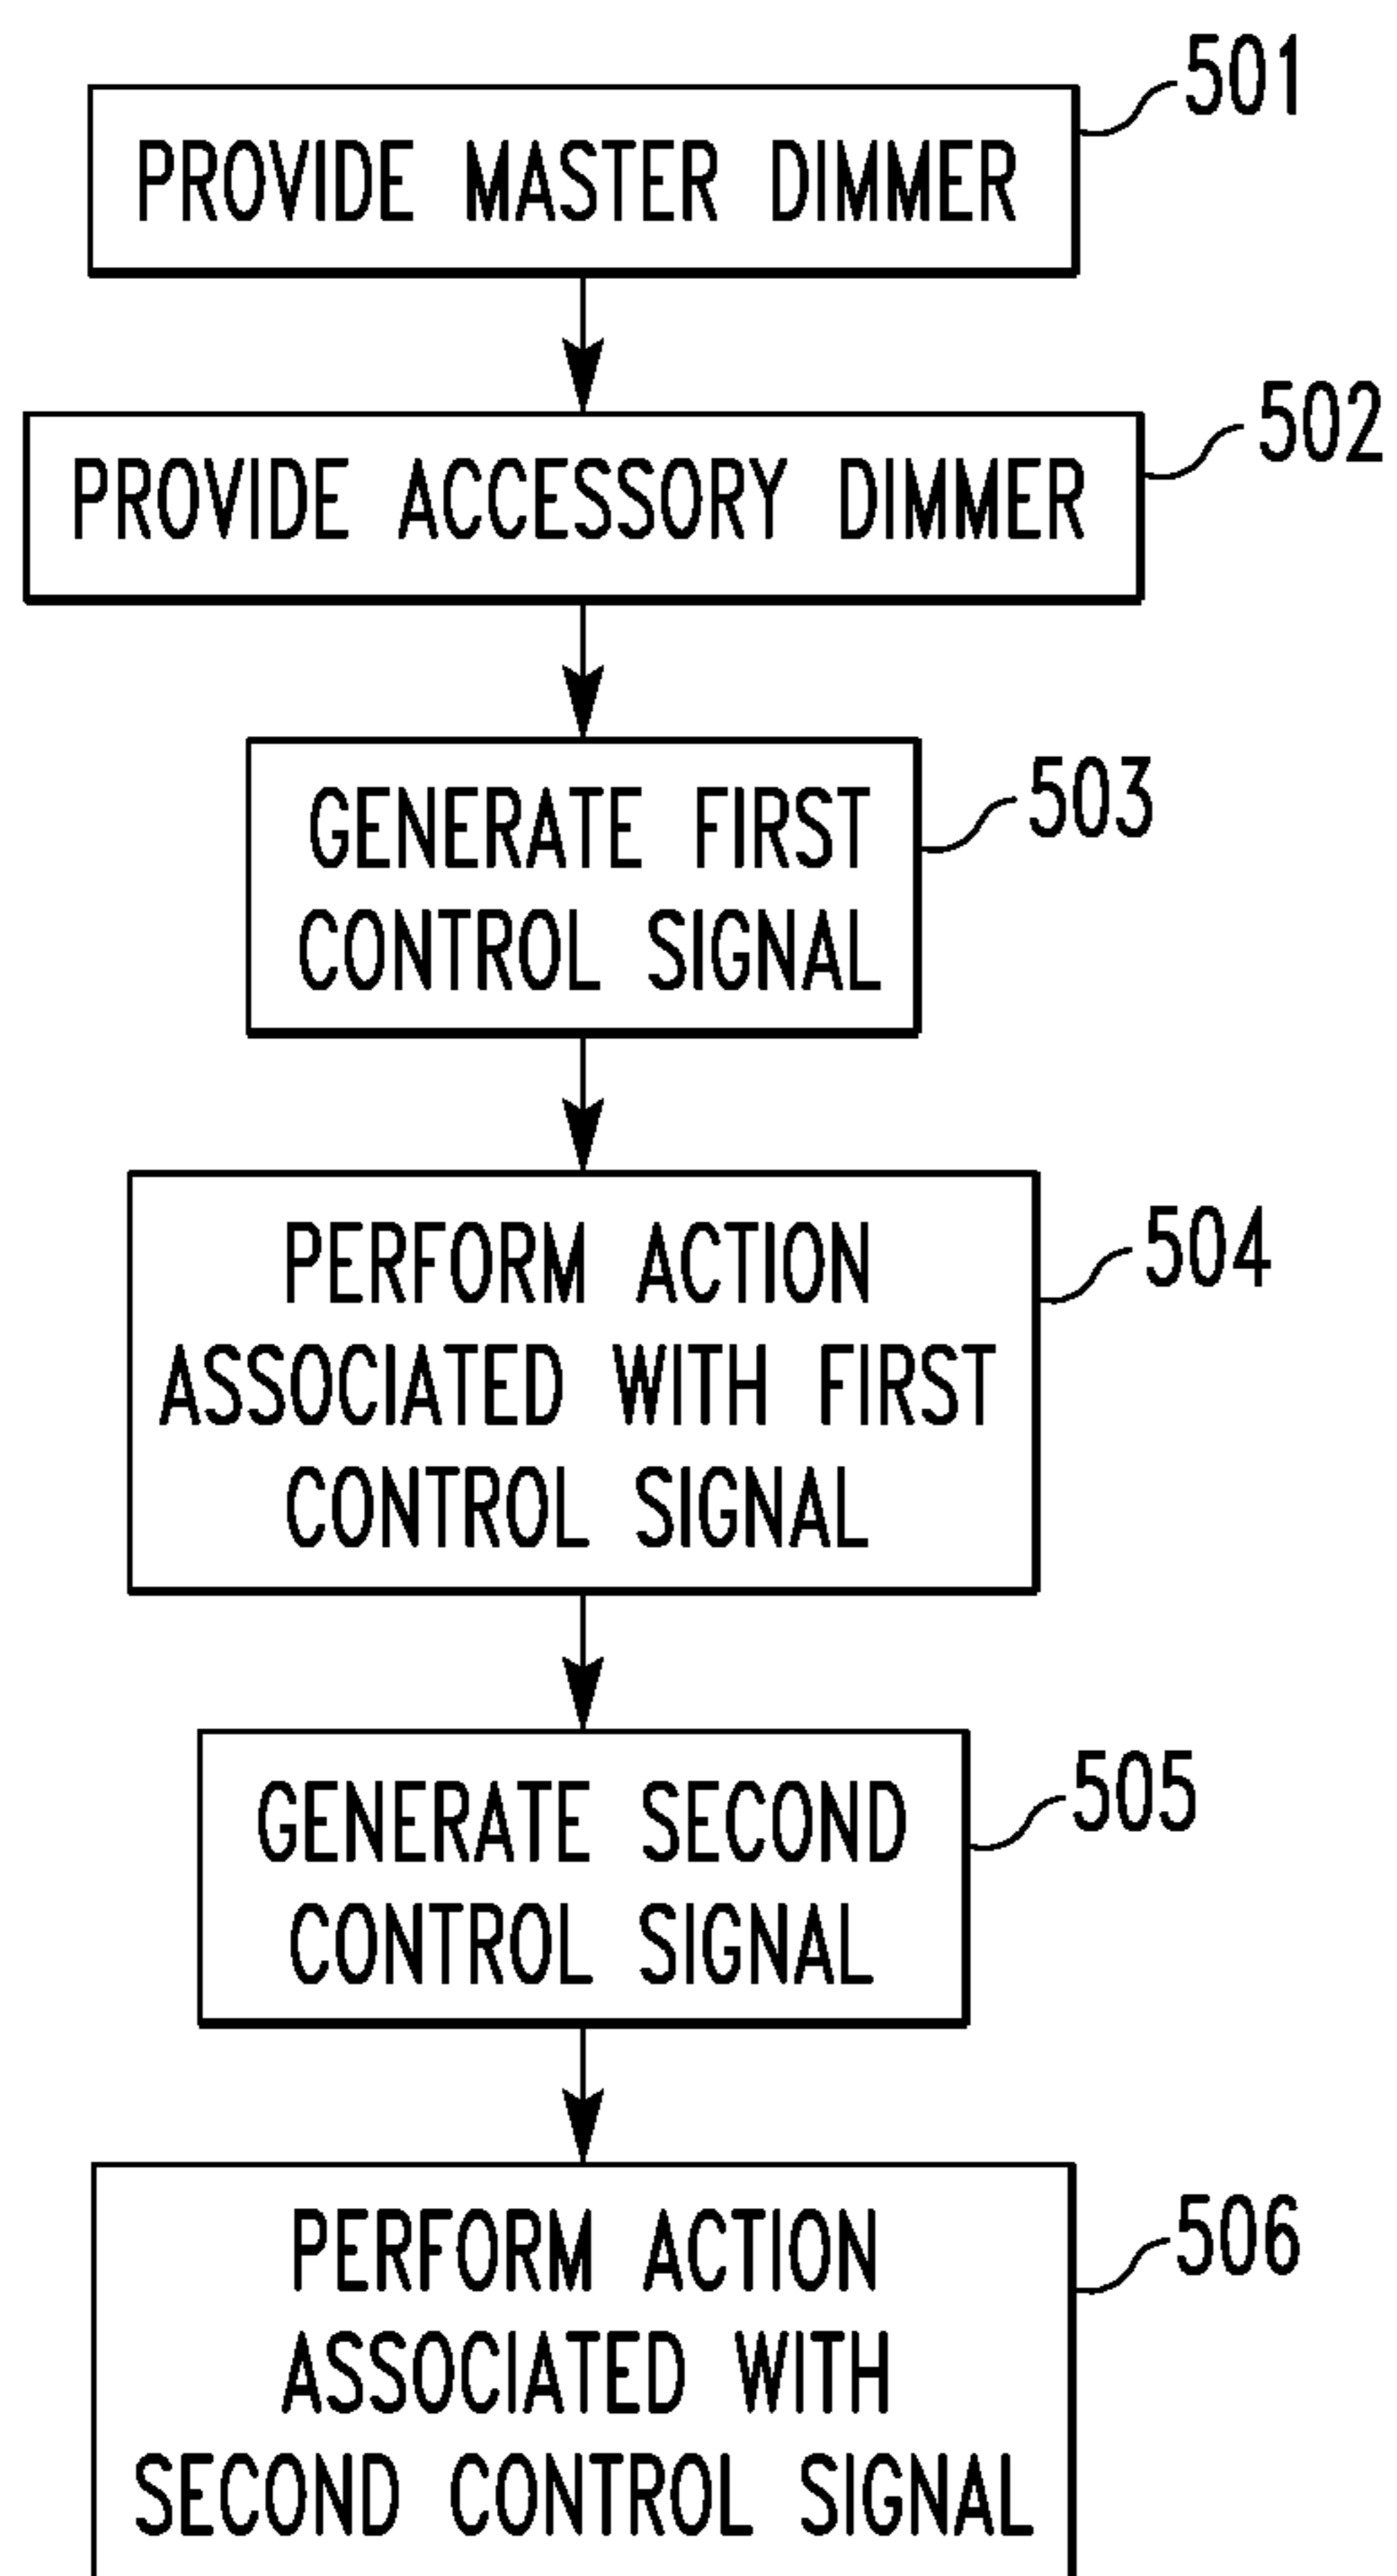 501
PROVIDE MASTER DIMMER
502
PROVIDE ACCESSORY DIMMER
503
GENERATE FIRST
CONTROL SIGNAL
504
PERFORM ACTION
ASSOCIATED WITH FIRST
CONTROL SIGNAL
505
GENERATE SECOND
CONTROL SIGNAL
506
PERFORM ACTION
ASSOCIATED WITH
SECOND CONTROL SIGNAL